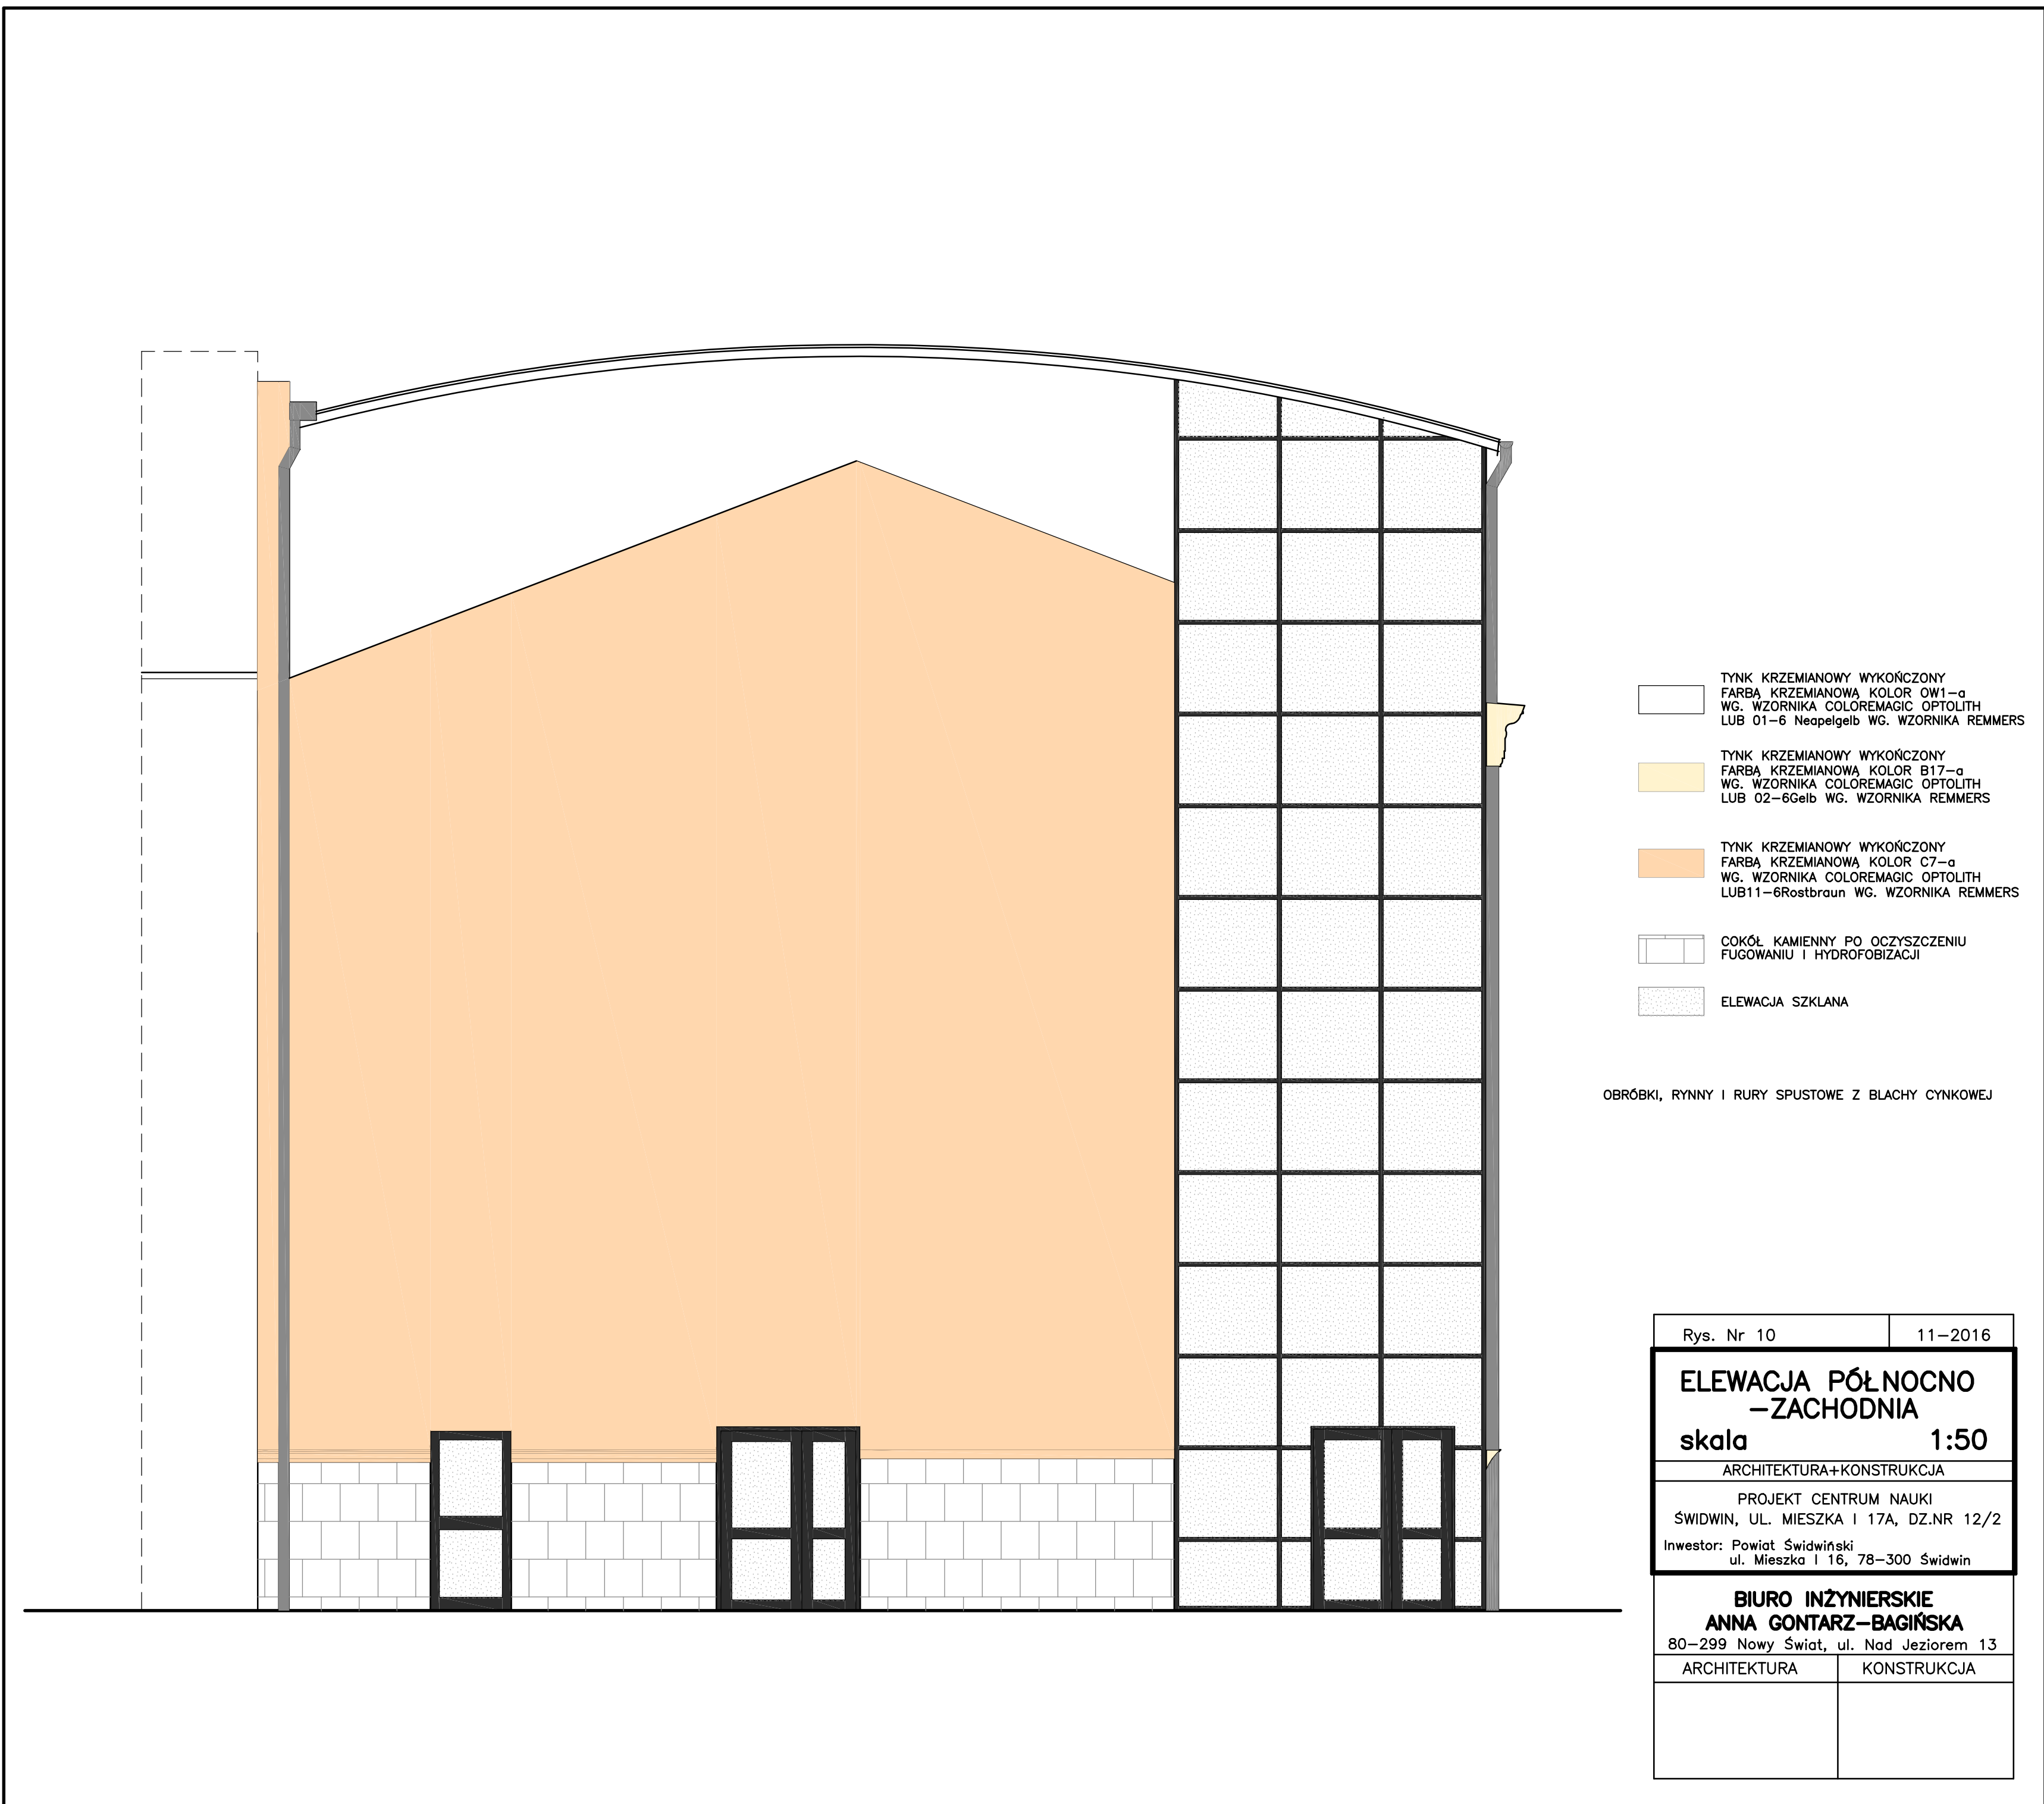 TYNK KRZEMIANOWY WYKOŃCZONY
FARBĄ KRZEMIANOWĄ KOLOR OW1-a
WG. WZORNIKA COLOREMAGIC OPTOLITH
LUB 01-6 Neapelgelb WG. WZORNIKA REMMERS
TYNK KRZEMIANOWY WYKOŃCZONY
FARBĄ KRZEMIANOWĄ KOLOR B17-a
WG. WZORNIKA COLOREMAGIC OPTOLITH
LUB 02-6Gelb WG. WZORNIKA REMMERS
TYNK KRZEMIANOWY WYKOŃCZONY
FARBĄ KRZEMIANOWĄ KOLOR C7-a
WG. WZORNIKA COLOREMAGIC OPTOLITH
LUB11-6Rostbraun WG. WZORNIKA REMMERS
COKÓŁ KAMIENNY PO OCZYSZCZENIU
FUGOWANIU I HYDROFOBIZACJI
ELEWACJA SZKLANA
OBRÓBKI, RYNNY I RURY SPUSTOWE Z BLACHY CYNKOWEJ
Rys. Nr 10 11-2016
ELEWACJA PÓŁNOCNO
-ZACHODNIA
skala 1:50
ARCHITEKTURA+KONSTRUKCJA
PROJEKT CENTRUM NAUKI
ŚWIDWIN, UL. MIESZKA I 17A, DZ.NR 12/2
Inwestor: Powiat Świdwiński
ul. Mieszka I 16, 78-300 Świdwin
BIURO INŻYNIERSKIE
ANNA GONTARZ-BAGIŃSKA
80-299 Nowy Świat, ul. Nad Jeziorem 13
ARCHITEKTURA KONSTRUKCJA